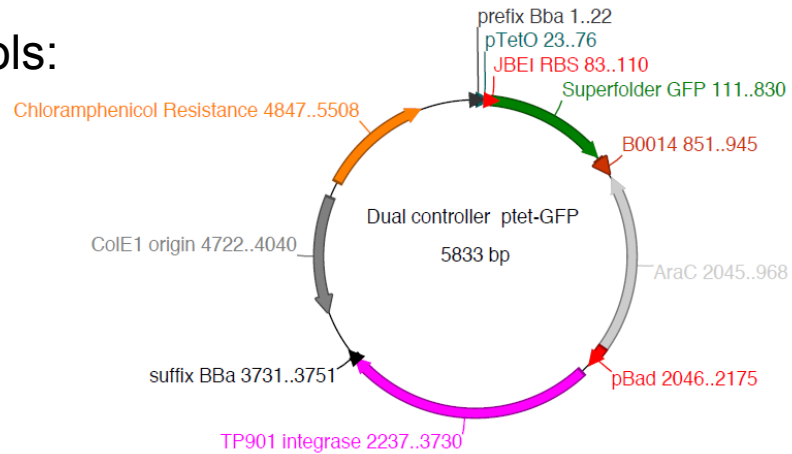 ols:
prefix Bba 1..22
pTetO 23..76
JBEI RBS 83..110
Superfolder GFP 111..830
Chloramphenicol Resistance 4847..5508
B0014 851..945
Dual controller ptet-GFP
5833 bp
ColE1 origin 4722..4040
AraC 2045..968
suffix BBa 3731..3751
pBad 2046..2175
TP901 integrase 2237..3730